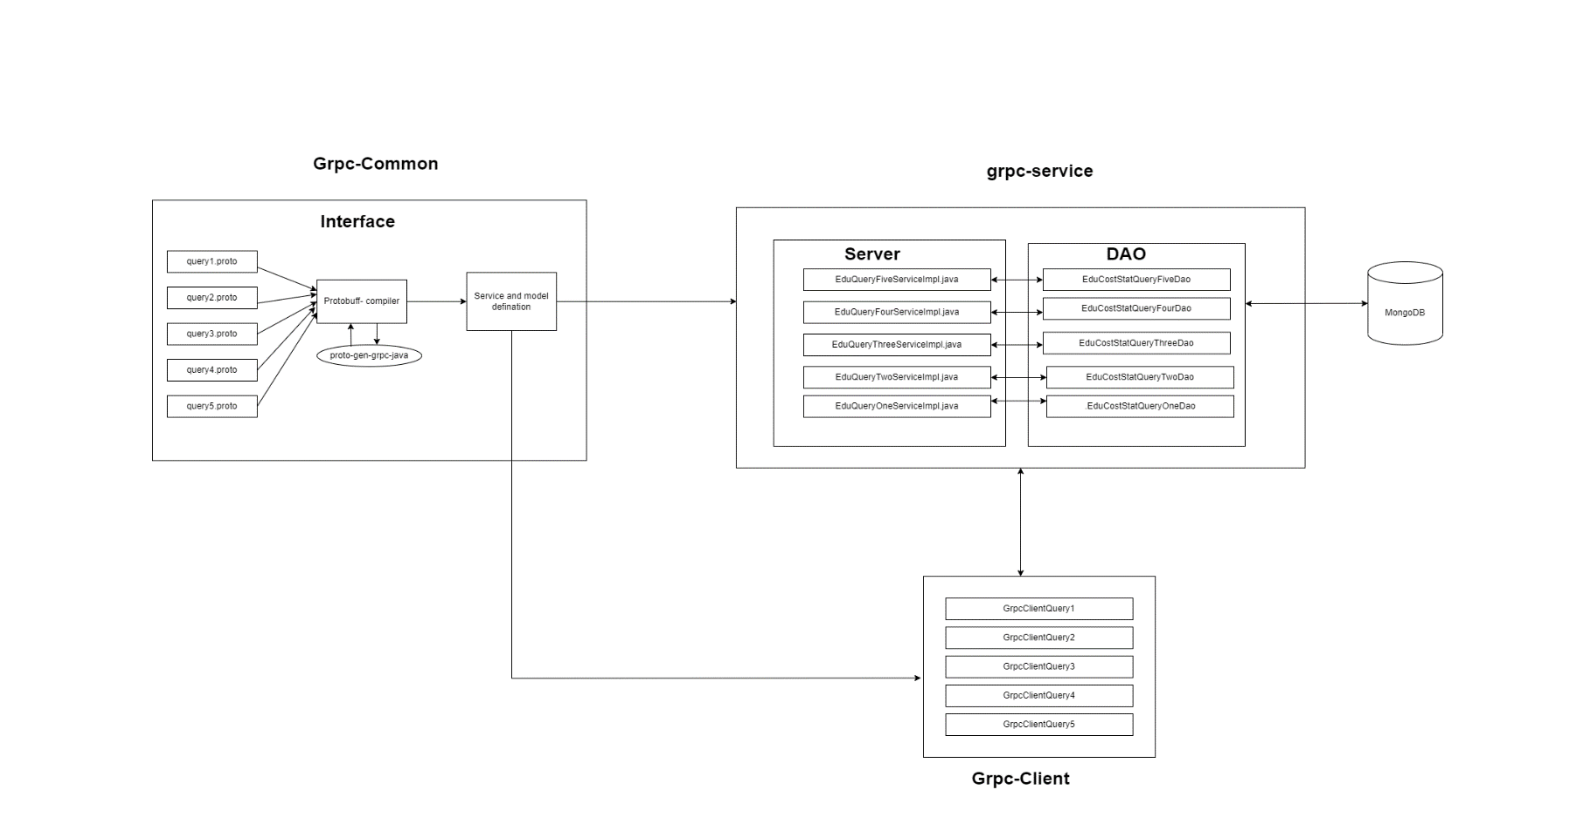 Grpc-Common
Interface
query1.proto
query2.proto
query3.proto
query4.proto
query5.proto
Protobuff- compiler
proto-gen-grpc-java
Service and model
defination
grpc-service
Server
EduQueryFiveServiceImpl.java
EduQueryFourServiceImpl.java
EduQueryThreeServiceImpl.java
EduQueryTwoServiceImpl.java
EduQueryOneServiceImpl.java
DAO
EduCostStatQueryFiveDao
EduCostStatQueryFourDao
EduCostStatQueryThreeDao
EduCostStatQueryTwoDao
EduCostStatQueryOneDao
MongoDB
GrpcClientQuery1
GrpcClientQuery2
GrpcClientQuery3
GrpcClientQuery4
GrpcClientQuery5
Grpc-Client